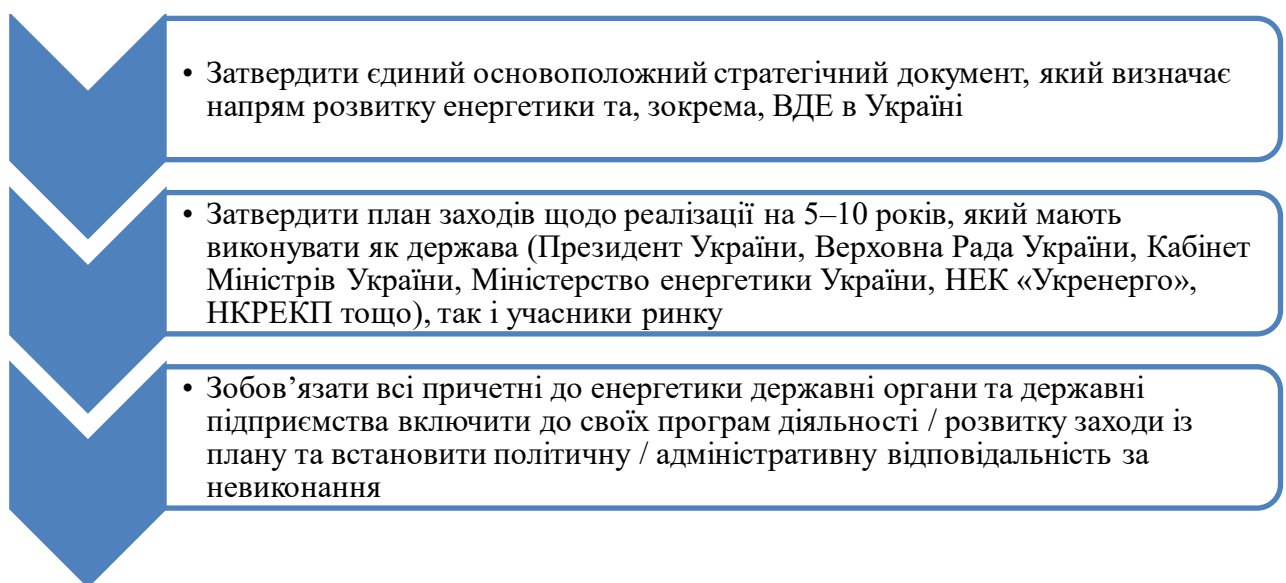 • Затвердити єдиний основоположний стратегічний документ, який визначає
напрям розвитку енергетики та, зокрема, ВДЕ в Україні
• Затвердити план заходів щодо реалізації на 5–10 років, який мають
виконувати як держава (Президент України, Верховна Рада України, Кабінет
Міністрів України, Міністерство енергетики України, НЕК «Укренерго»,
НКРЕКП тощо), так і учасники ринку
• Зобов’язати всі причетні до енергетики державні органи та державні
підприємства включити до своїх програм діяльності / розвитку заходи із
плану та встановити політичну / адміністративну відповідальність за
невиконання